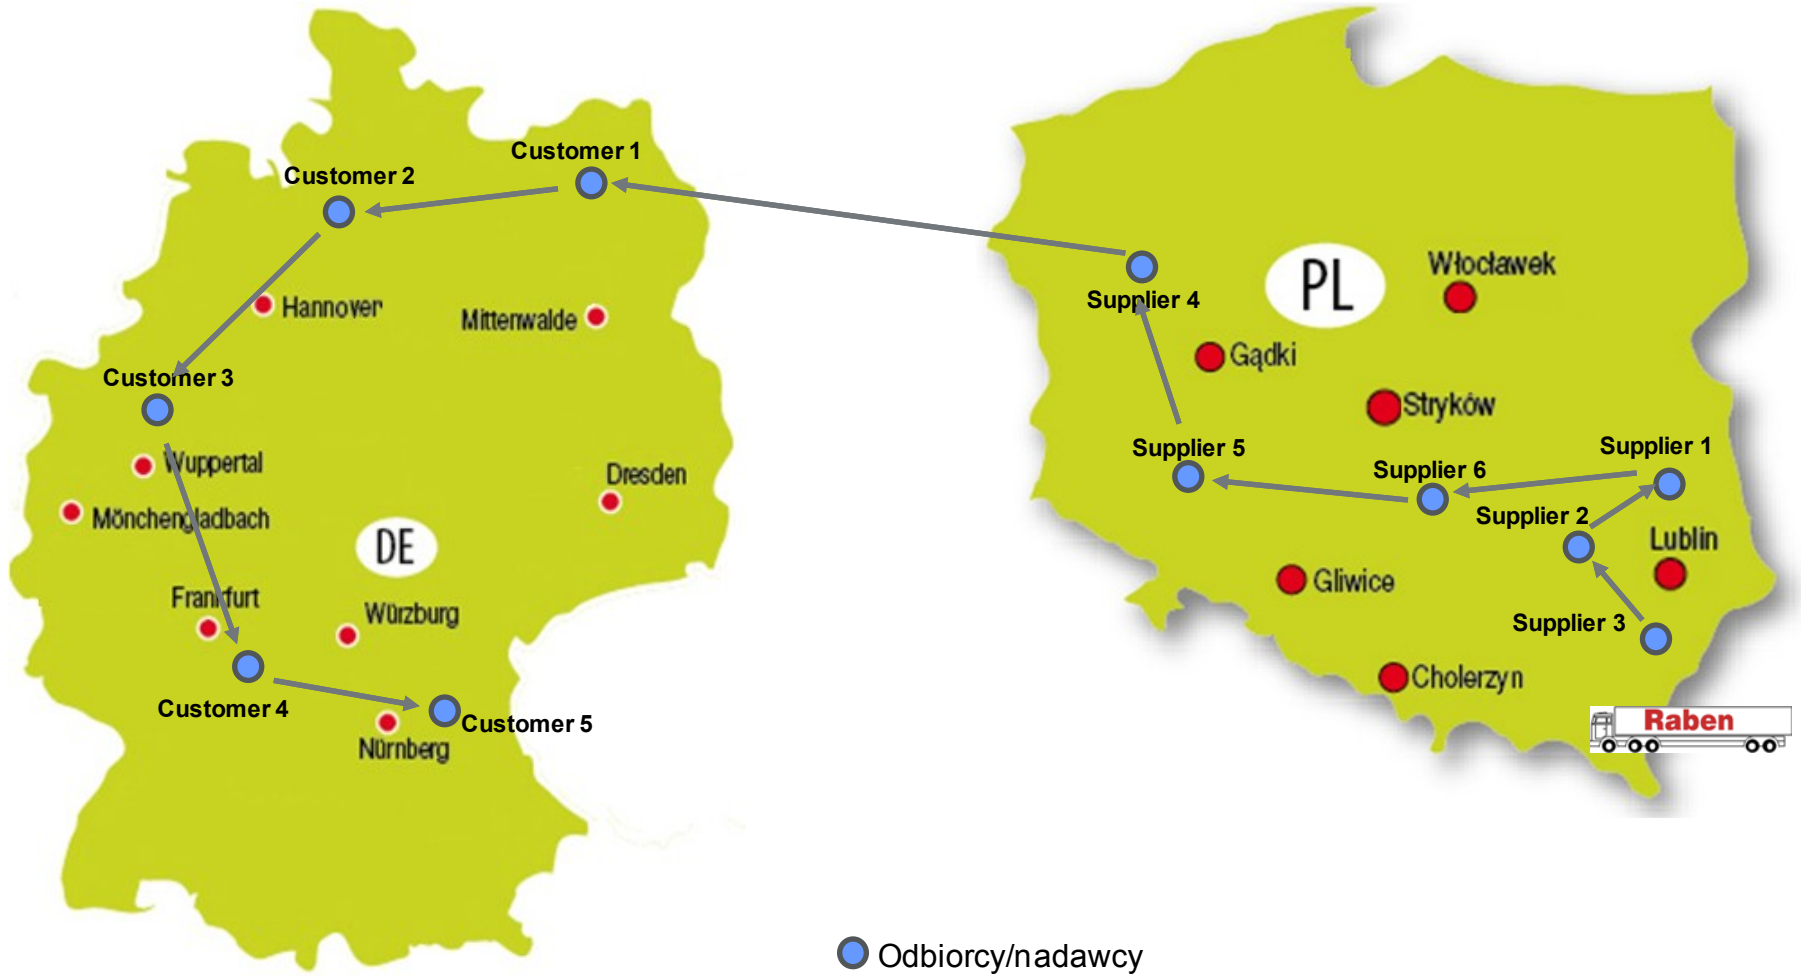 Customer 1
Customer 2
Hannover
Mittenwalde
Customer 3
Wuppertal
Dresden
Mönchengladbach
DE
Frankfurt
Würzburg
Customer 4
Customer 5
Nürnberg
PL
Włocławek
Supplier 4
Gądki
Stryków
Supplier 5
Supplier 6
Supplier 1
Supplier 2
Lublin
Gliwice
Supplier 3
Cholerzyn
Raben
Odbiorcy/nadawcy